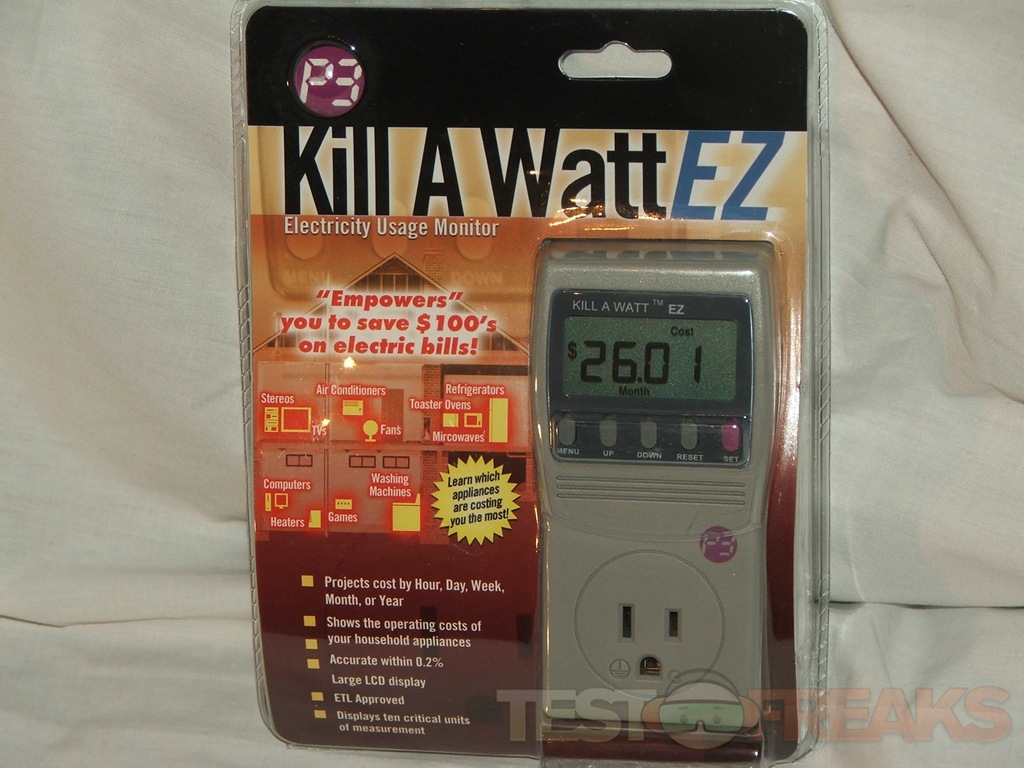 P3
Kill A Watt EZ
Electricity Usage Monitor
MENU
DOWN
"Empowers"
you to save $100's
on electric bills!
KILL A WATT ™ EZ
Cost
$26.01
Month
MENU UP DOWN RESET SET
Air Conditioners
Refrigerators
Stereos
Toaster Ovens
TVs
Fans
Mircowaves
Computers
Washing
Machines
Heaters
Games
Learn which
appliances
are costing
you the most!
P3
Projects cost by Hour, Day, Week,
Month, or Year
Shows the operating costs of
your household appliances
Accurate within 0.2%
Large LCD display
ETL Approved
Displays ten critical units
of measurement
TESTFREAKS